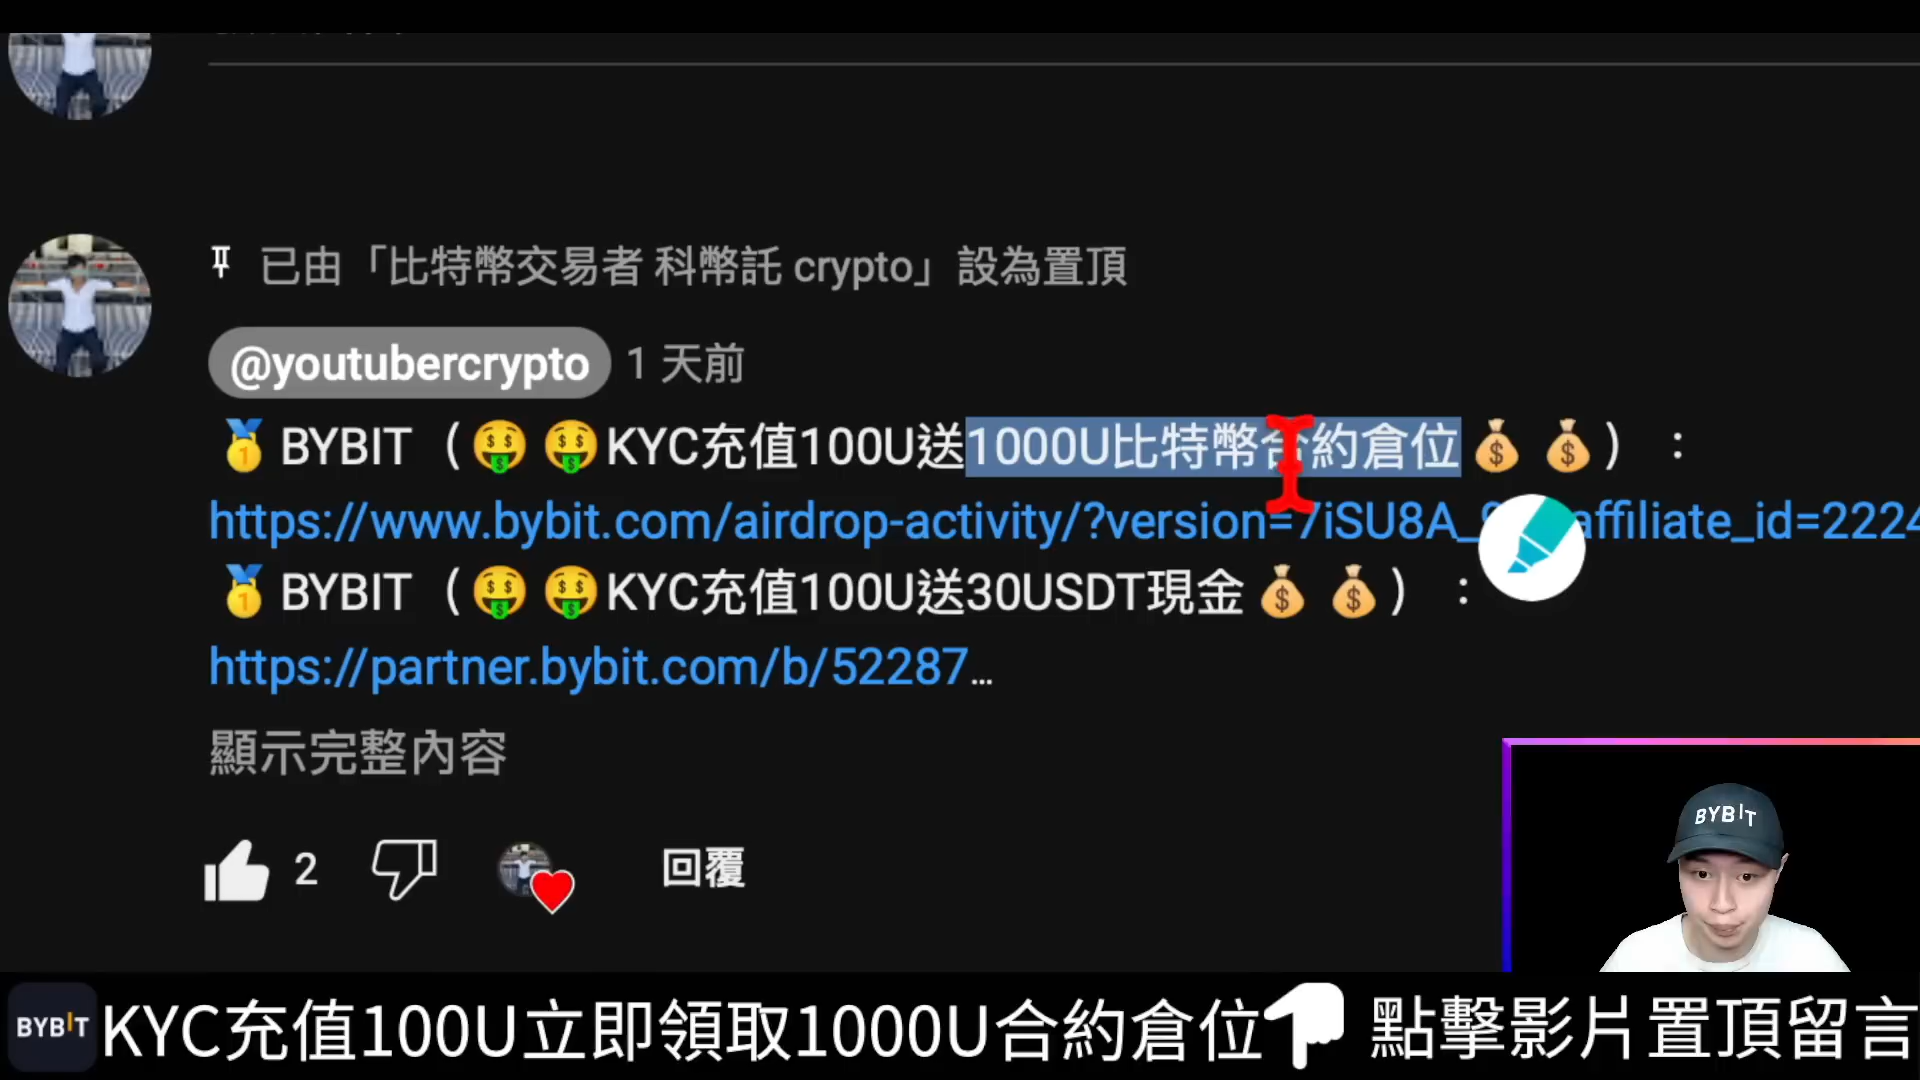 已由「比特幣交易者 科幣託 crypto」設為置頂
@youtubercrypto 1 天前
🥇BYBIT（🤑 🤑KYC充值100U送1000U比特幣合約倉位💰 💰）：
https://www.bybit.com/airdrop-activity/?version=7iSU8A_ affiliate_id=2224
🥇BYBIT（🤑 🤑KYC充值100U送30USDT現金💰 💰）：
https://partner.bybit.com/b/52287...
顯示完整內容
2 回覆
BYBIT
BYBIT KYC充值100U立即領取1000U合約倉位👇點擊影片置頂留言